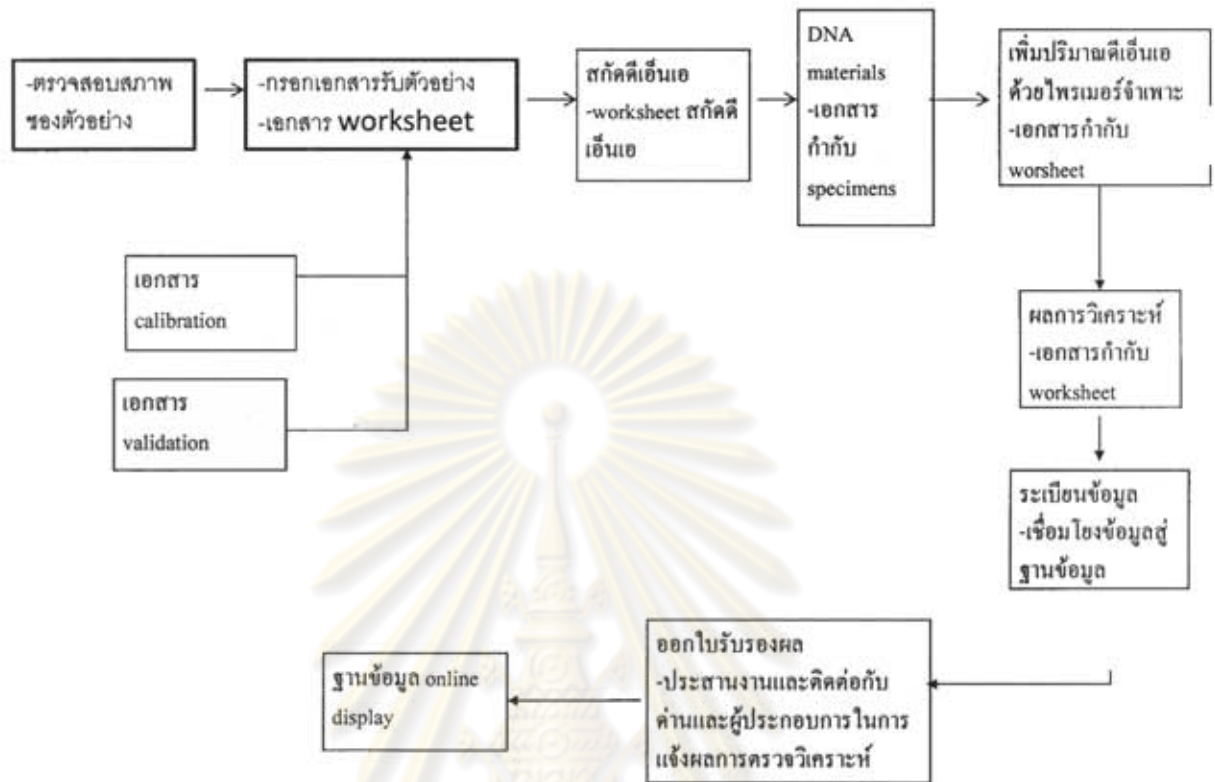 -ตรวจสอบสภาพ
ของตัวอย่าง
-กรอกเอกสารรับตัวอย่าง
-เอกสาร worksheet
สกัดดีเอ็นเอ
-worksheet สกัดดี
เอ็นเอ
DNA
materials
-เอกสาร
กำกับ
specimens
เพิ่มปริมาณดีเอ็นเอ
ด้วยไพรเมอร์จำเพาะ
-เอกสารกำกับ
worsheet
เอกสาร
calibration
เอกสาร
validation
ผลการวิเคราะห์
-เอกสารกำกับ
worksheet
ระเบียนข้อมูล
-เชื่อมโยงข้อมูลสู่
ฐานข้อมูล
ออกใบรับรองผล
-ประสานงานและติดต่อกับ
ด่านและผู้ประกอบการในการ
แจ้งผลการตรวจวิเคราะห์
ฐานข้อมูล online
display